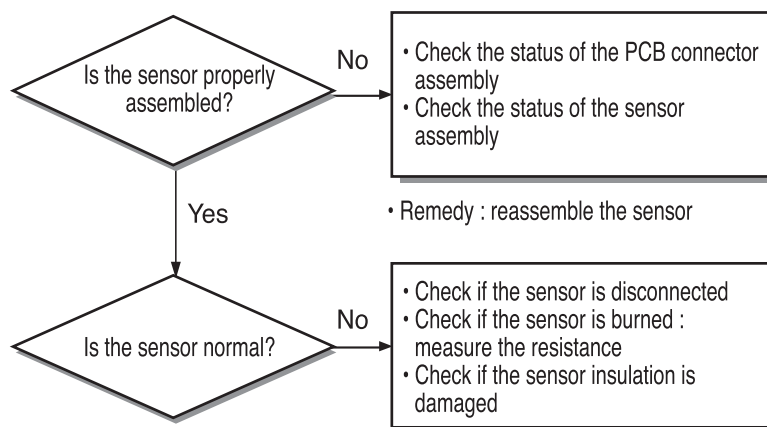 Is the sensor properly
assembled?
No
• Check the status of the PCB connector
assembly
• Check the status of the sensor
assembly
Yes
• Remedy : reassemble the sensor
Is the sensor normal?
No
• Check if the sensor is disconnected
• Check if the sensor is burned :
measure the resistance
• Check if the sensor insulation is
damaged